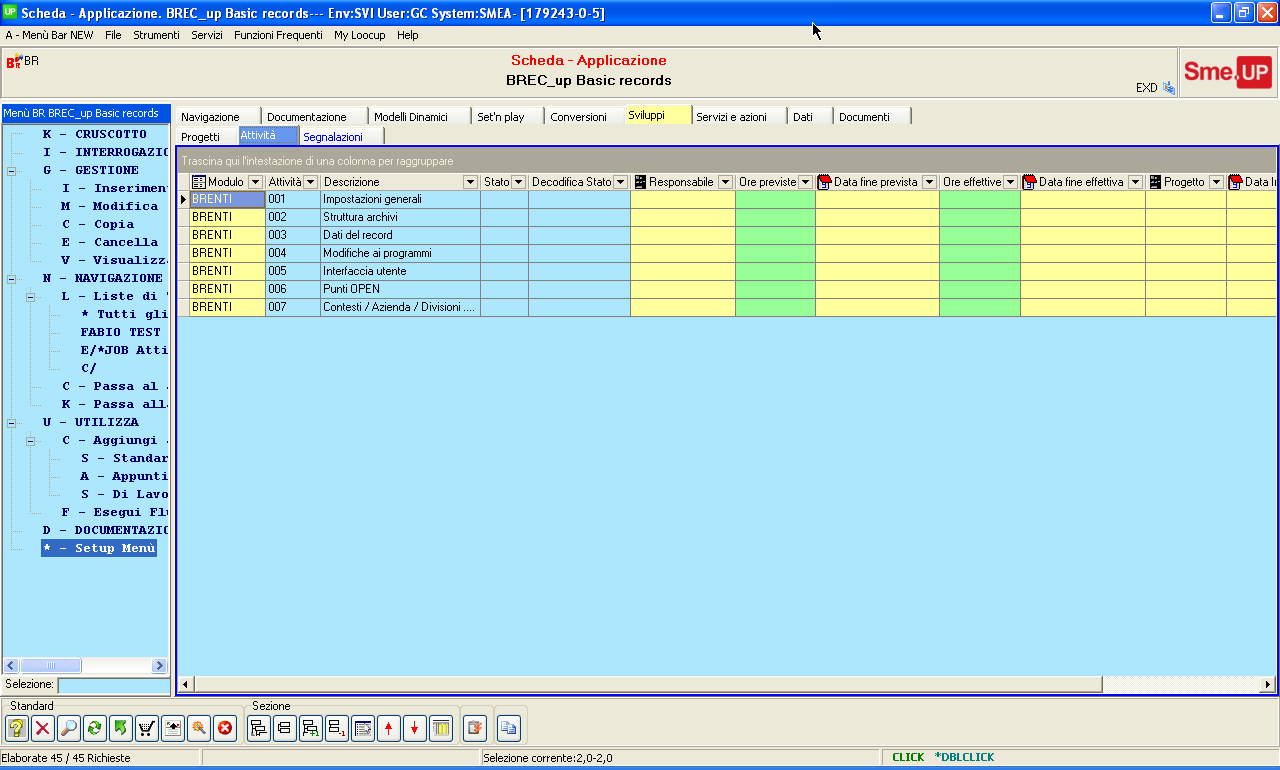 UP Scheda - Applicazione. BREC_up Basic records--- Env:SVI User:GC System:SMEA- [179243-0-5]
A - Menù Bar NEW File Strumenti Servizi Funzioni Frequenti My Loocup Help
BR BR
Scheda - Applicazione
BREC_up Basic records
EXD
Sme.UP
Menù BR BREC_up Basic records
K - CRUSCOTTO
I - INTERROGAZIO
G - GESTIONE
I - Inserimen
M - Modifica
C - Copia
E - Cancella
V - Visualizz
N - NAVIGAZIONE
L - Liste di
* Tutti gli
FABIO TEST
E/*JOB Atti
C/
C - Passa al
K - Passa all
U - UTILIZZA
C - Aggiungi
S - Standar
A - Appunti
S - Di Lavo
F - Esegui Fl
D - DOCUMENTAZIO
* - Setup Menù
Selezione:
Navigazione Documentazione Modelli Dinamici Set'n play Conversioni Sviluppi Servizi e azioni Dati Documenti
Progetti Attività Segnalazioni
Trascina qui l'intestazione di una colonna per raggruppare
Modulo Attività Descrizione Stato Decodifica Stato Responsabile Ore previste Data fine prevista Ore effettive Data fine effettiva Progetto Data I
BRENTI 001 Impostazioni generali
BRENTI 002 Struttura archivi
BRENTI 003 Dati del record
BRENTI 004 Modifiche ai programmi
BRENTI 005 Interfaccia utente
BRENTI 006 Punti OPEN
BRENTI 007 Contesti / Azienda / Divisioni ....
Standard Sezione
Elaborate 45 / 45 Richieste Selezione corrente:2,0-2,0 CLICK *DBLCLICK